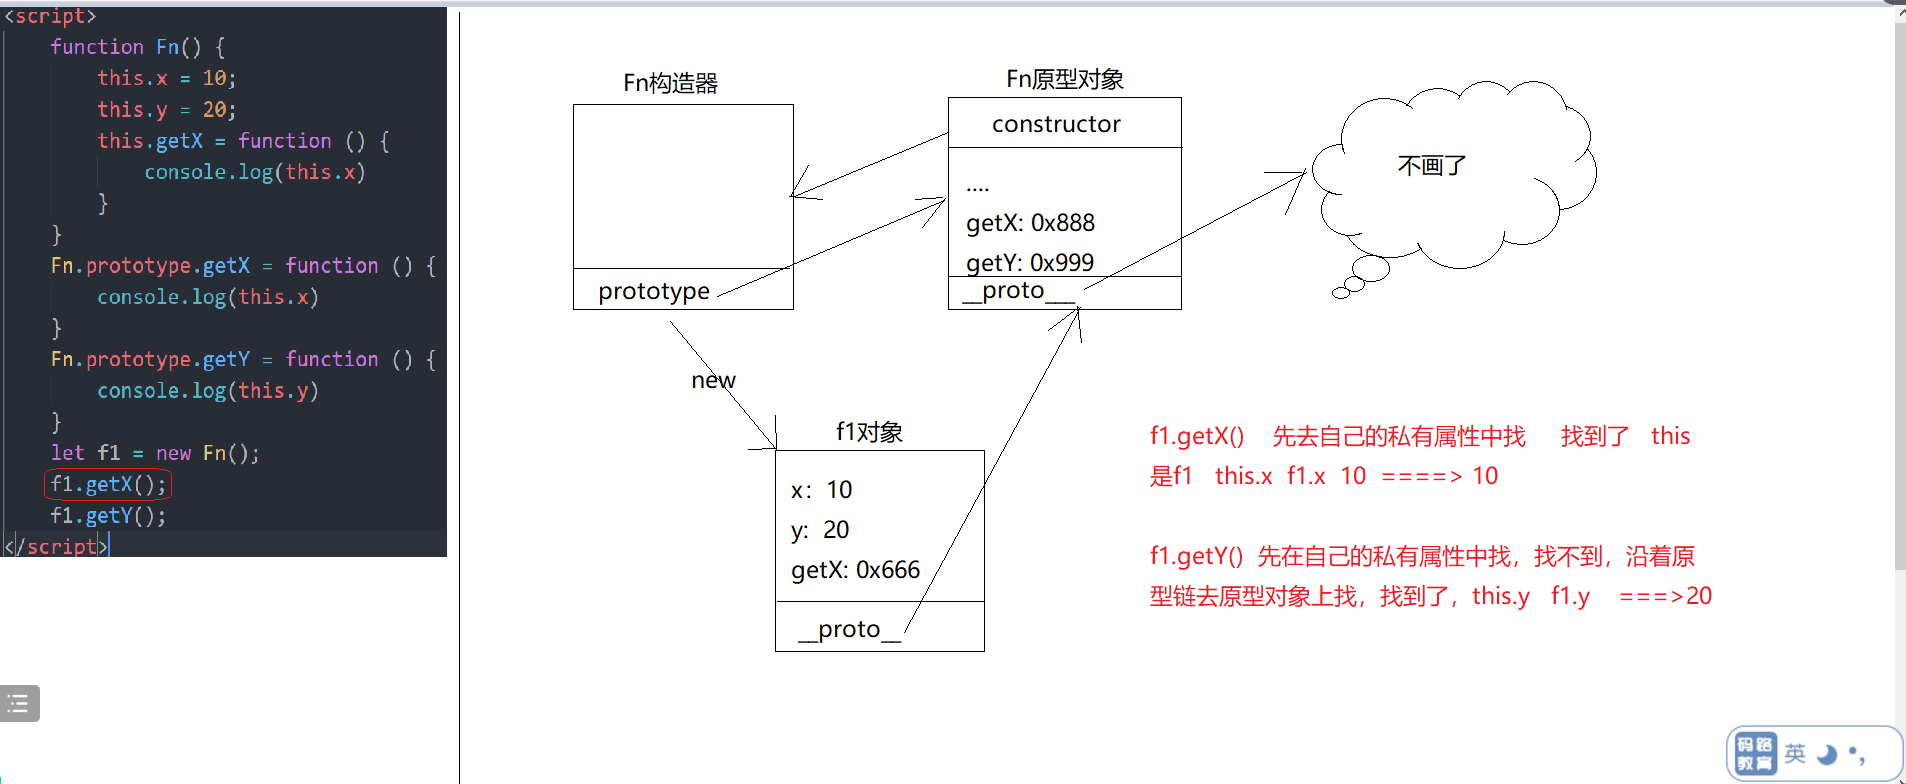 <script>
function Fn() {
this.x = 10;
this.y = 20;
this.getX = function () {
console.log(this.x)
}
}
Fn.prototype.getX = function () {
console.log(this.x)
}
Fn.prototype.getY = function () {
console.log(this.y)
}
let f1 = new Fn();
f1.getX();
f1.getY();
</script>
Fn构造器
prototype
Fn原型对象
constructor
....
getX: 0x888
getY: 0x999
__proto__
不画了
new
f1对象
x：10
y: 20
getX: 0x666
__proto__
f1.getX() 先去自己的私有属性中找 找到了 this
是f1 this.x f1.x 10 ====> 10
f1.getY() 先在自己的私有属性中找，找不到，沿着原
型链去原型对象上找，找到了，this.y f1.y ===>20
码路
教育
英